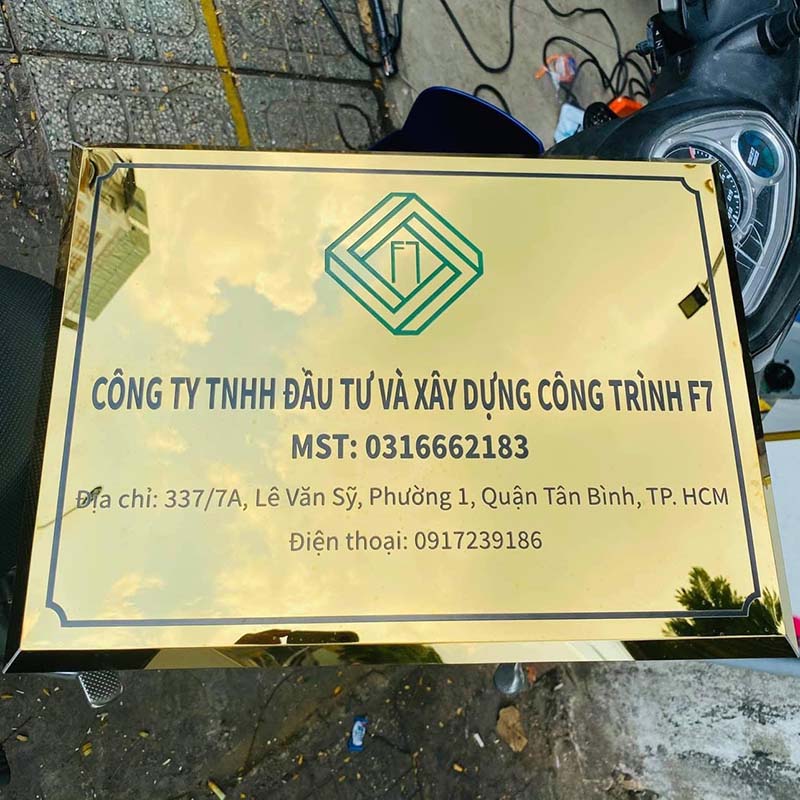 F7
CÔNG TY TNHH ĐẦU TƯ VÀ XÂY DỰNG CÔNG TRÌNH F7
MST: 0316662183
Địa chỉ: 337/7A, Lê Văn Sỹ, Phường 1, Quận Tân Bình, TP. HCM
Điện thoại: 0917239186